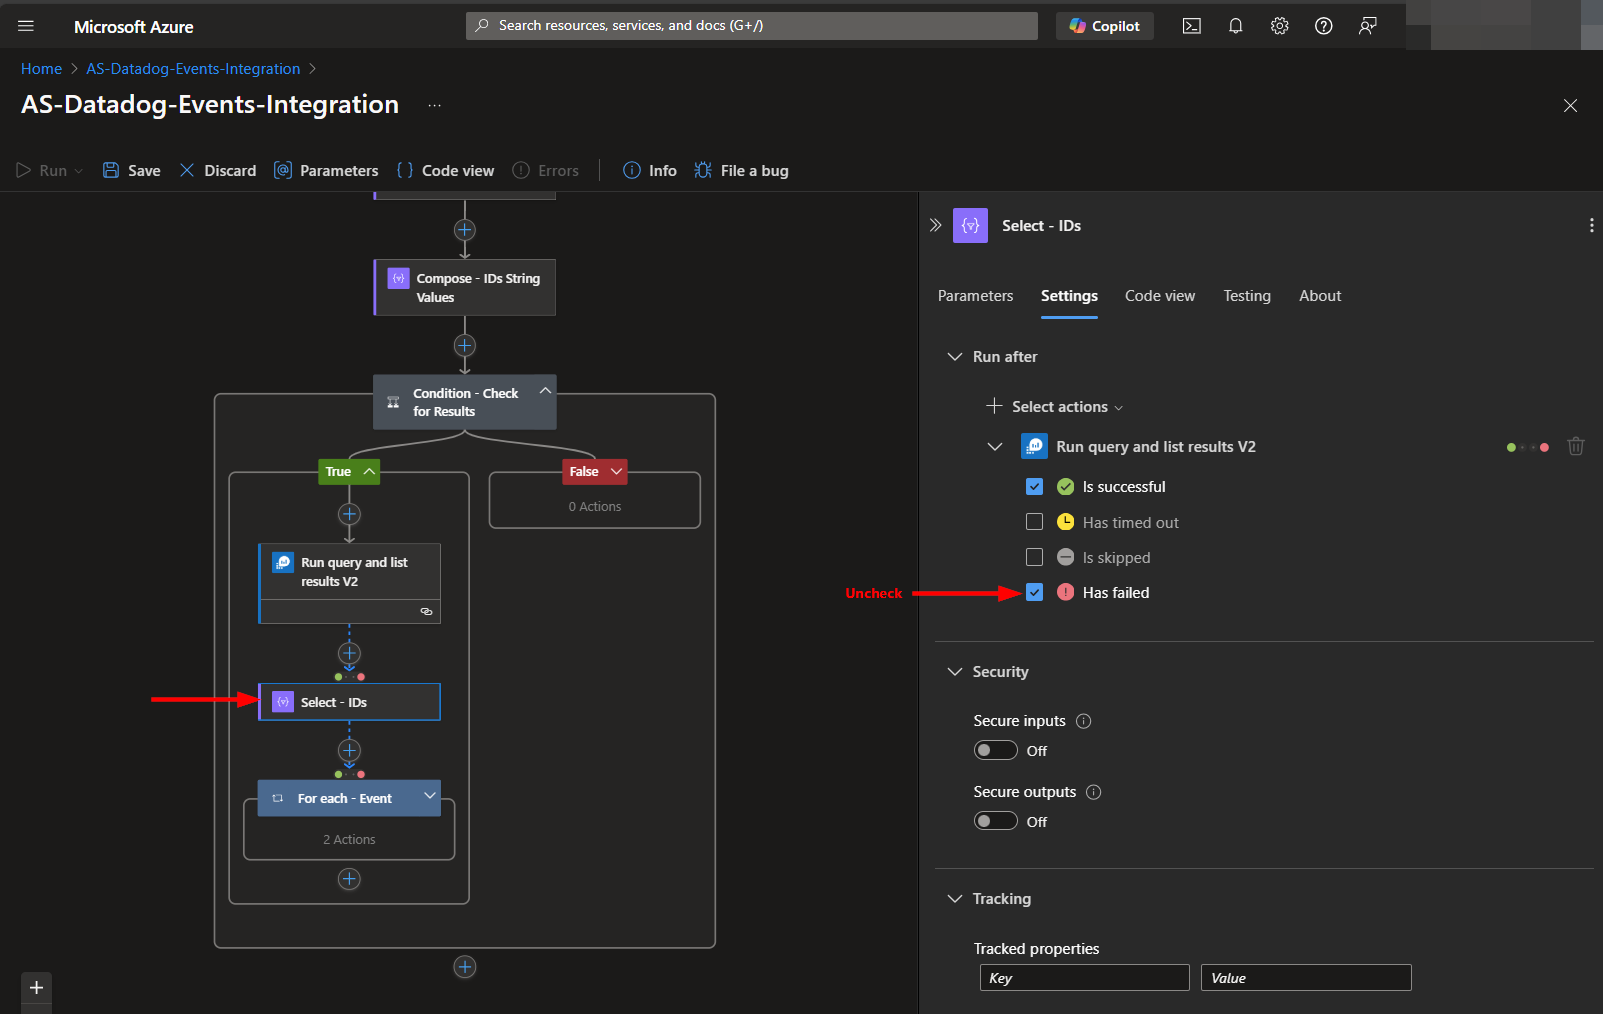 Microsoft Azure
Search resources, services, and docs (G+/)
Copilot
Home > AS-Datadog-Events-Integration >
AS-Datadog-Events-Integration ...
Run
Save
Discard
Parameters
Code view
Errors
Info
File a bug
Compose - IDs String
Values
Condition - Check
for Results
True
False
0 Actions
Run query and list
results V2
Select - IDs
For each - Event
2 Actions
Uncheck
Select - IDs
Parameters
Settings
Code view
Testing
About
Run after
Select actions
Run query and list results V2
Is successful
Has timed out
Is skipped
Has failed
Security
Secure inputs
Off
Secure outputs
Off
Tracking
Tracked properties
Key
Value